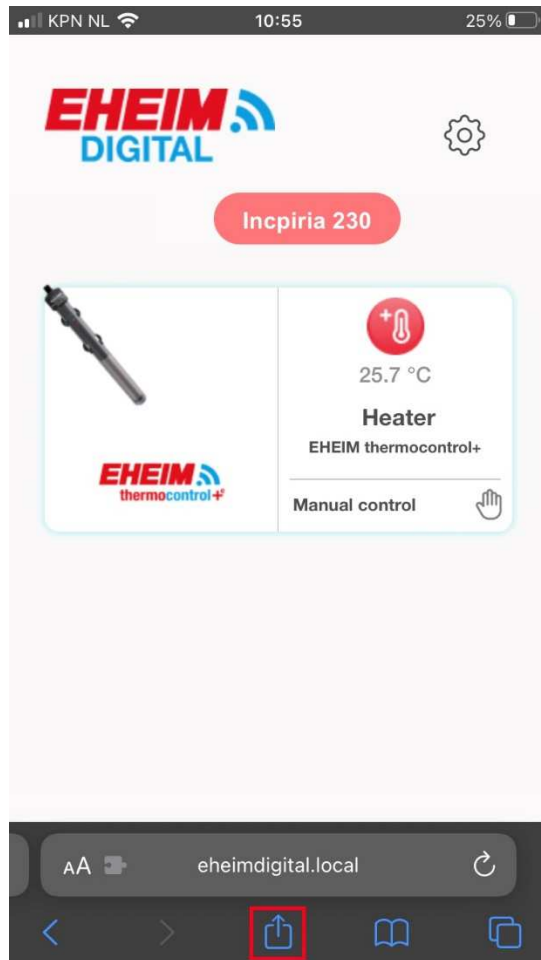 KPN NL 10:55 25%
EHEIM
DIGITAL
Incpiria 230
25.7 °C
Heater
EHEIM thermocontrol+
EHEIM
thermocontrol+e
Manual control
AA eheimdigital.local